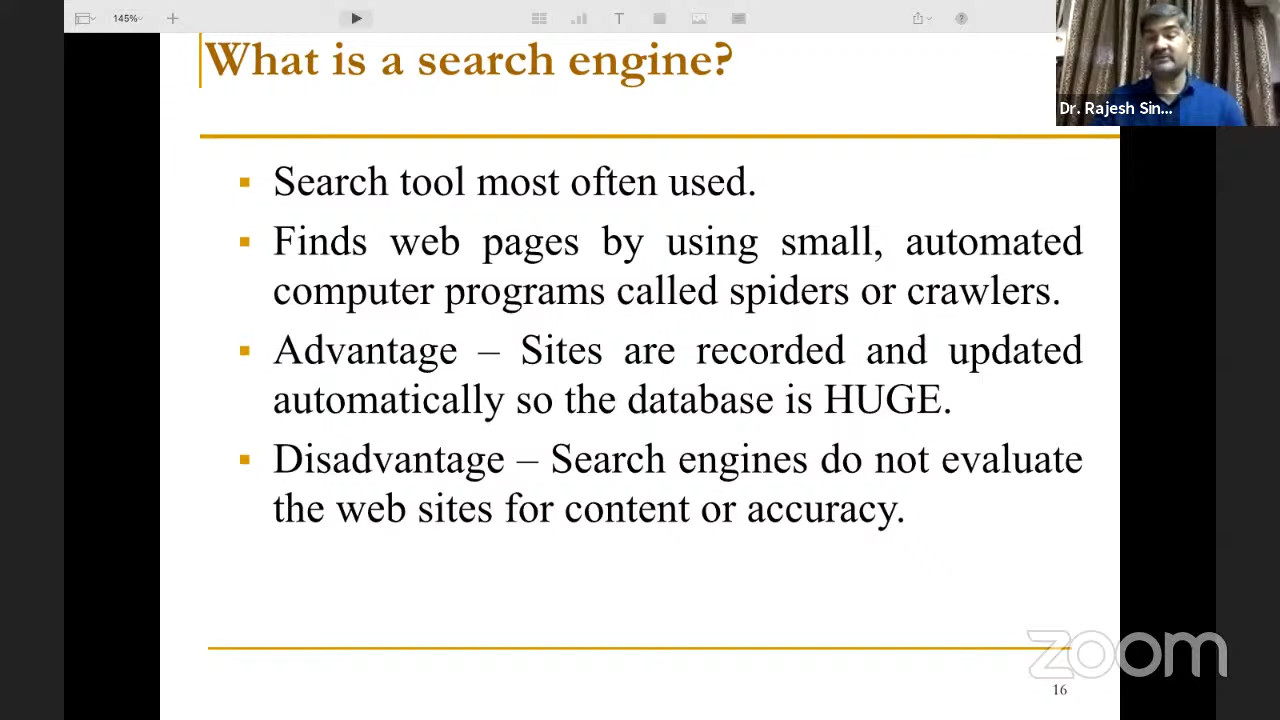 145%
What is a search engine?
Dr. Rajesh Sin...
▪ Search tool most often used.
▪ Finds web pages by using small, automated
computer programs called spiders or crawlers.
▪ Advantage – Sites are recorded and updated
automatically so the database is HUGE.
▪ Disadvantage – Search engines do not evaluate
the web sites for content or accuracy.
zoom
16